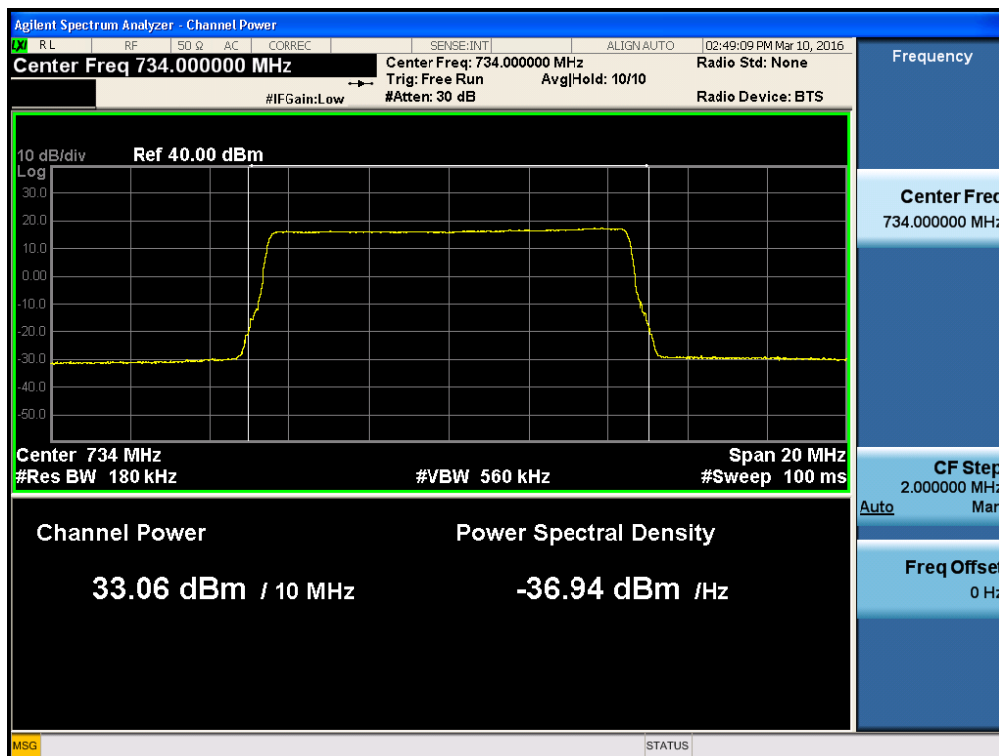 Agilent Spectrum Analyzer - Channel Power
LXI RL RF 50 Ω AC CORREC SENSE:INT ALIGN AUTO 02:49:09 PM Mar 10, 2016
Center Freq 734.000000 MHz
Center Freq: 734.000000 MHz Radio Std: None
Trig: Free Run Avg|Hold: 10/10
#IFGain:Low #Atten: 30 dB Radio Device: BTS
10 dB/div Ref 40.00 dBm
Log
30.0
20.0
10.0
0.00
-10.0
-20.0
-30.0
-40.0
-50.0
Center 734 MHz Span 20 MHz
#Res BW 180 kHz #VBW 560 kHz #Sweep 100 ms
Channel Power Power Spectral Density
33.06 dBm / 10 MHz -36.94 dBm /Hz
Frequency
Center Freq
734.000000 MHz
CF Step
2.000000 MHz
Auto Man
Freq Offset
0 Hz
MSG STATUS